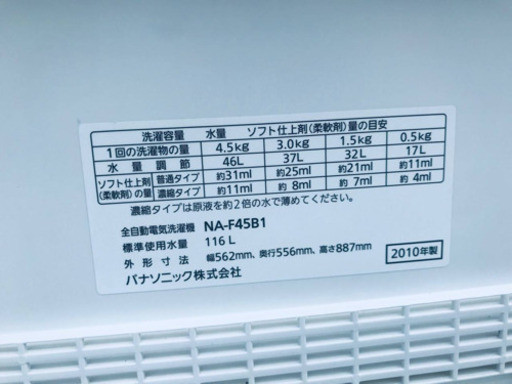 洗濯容量 水量 ソフト仕上剤(柔軟剤)量の目安
1回の洗濯物の量 4.5kg 3.0kg 1.5kg 0.5kg
水量調節 46L 37L 32L 17L
ソフト仕上剤(柔軟剤)の量 普通タイプ 約31ml 約25ml 約21ml 約11ml
濃縮タイプ 約11ml 約8ml 約7ml 約4ml
濃縮タイプは原液を約2倍の水で薄めてください。
全自動電気洗濯機 NA-F45B1
標準使用水量 116L
外形寸法 幅562mm、奥行556mm、高さ887mm
パナソニック株式会社 2010年製